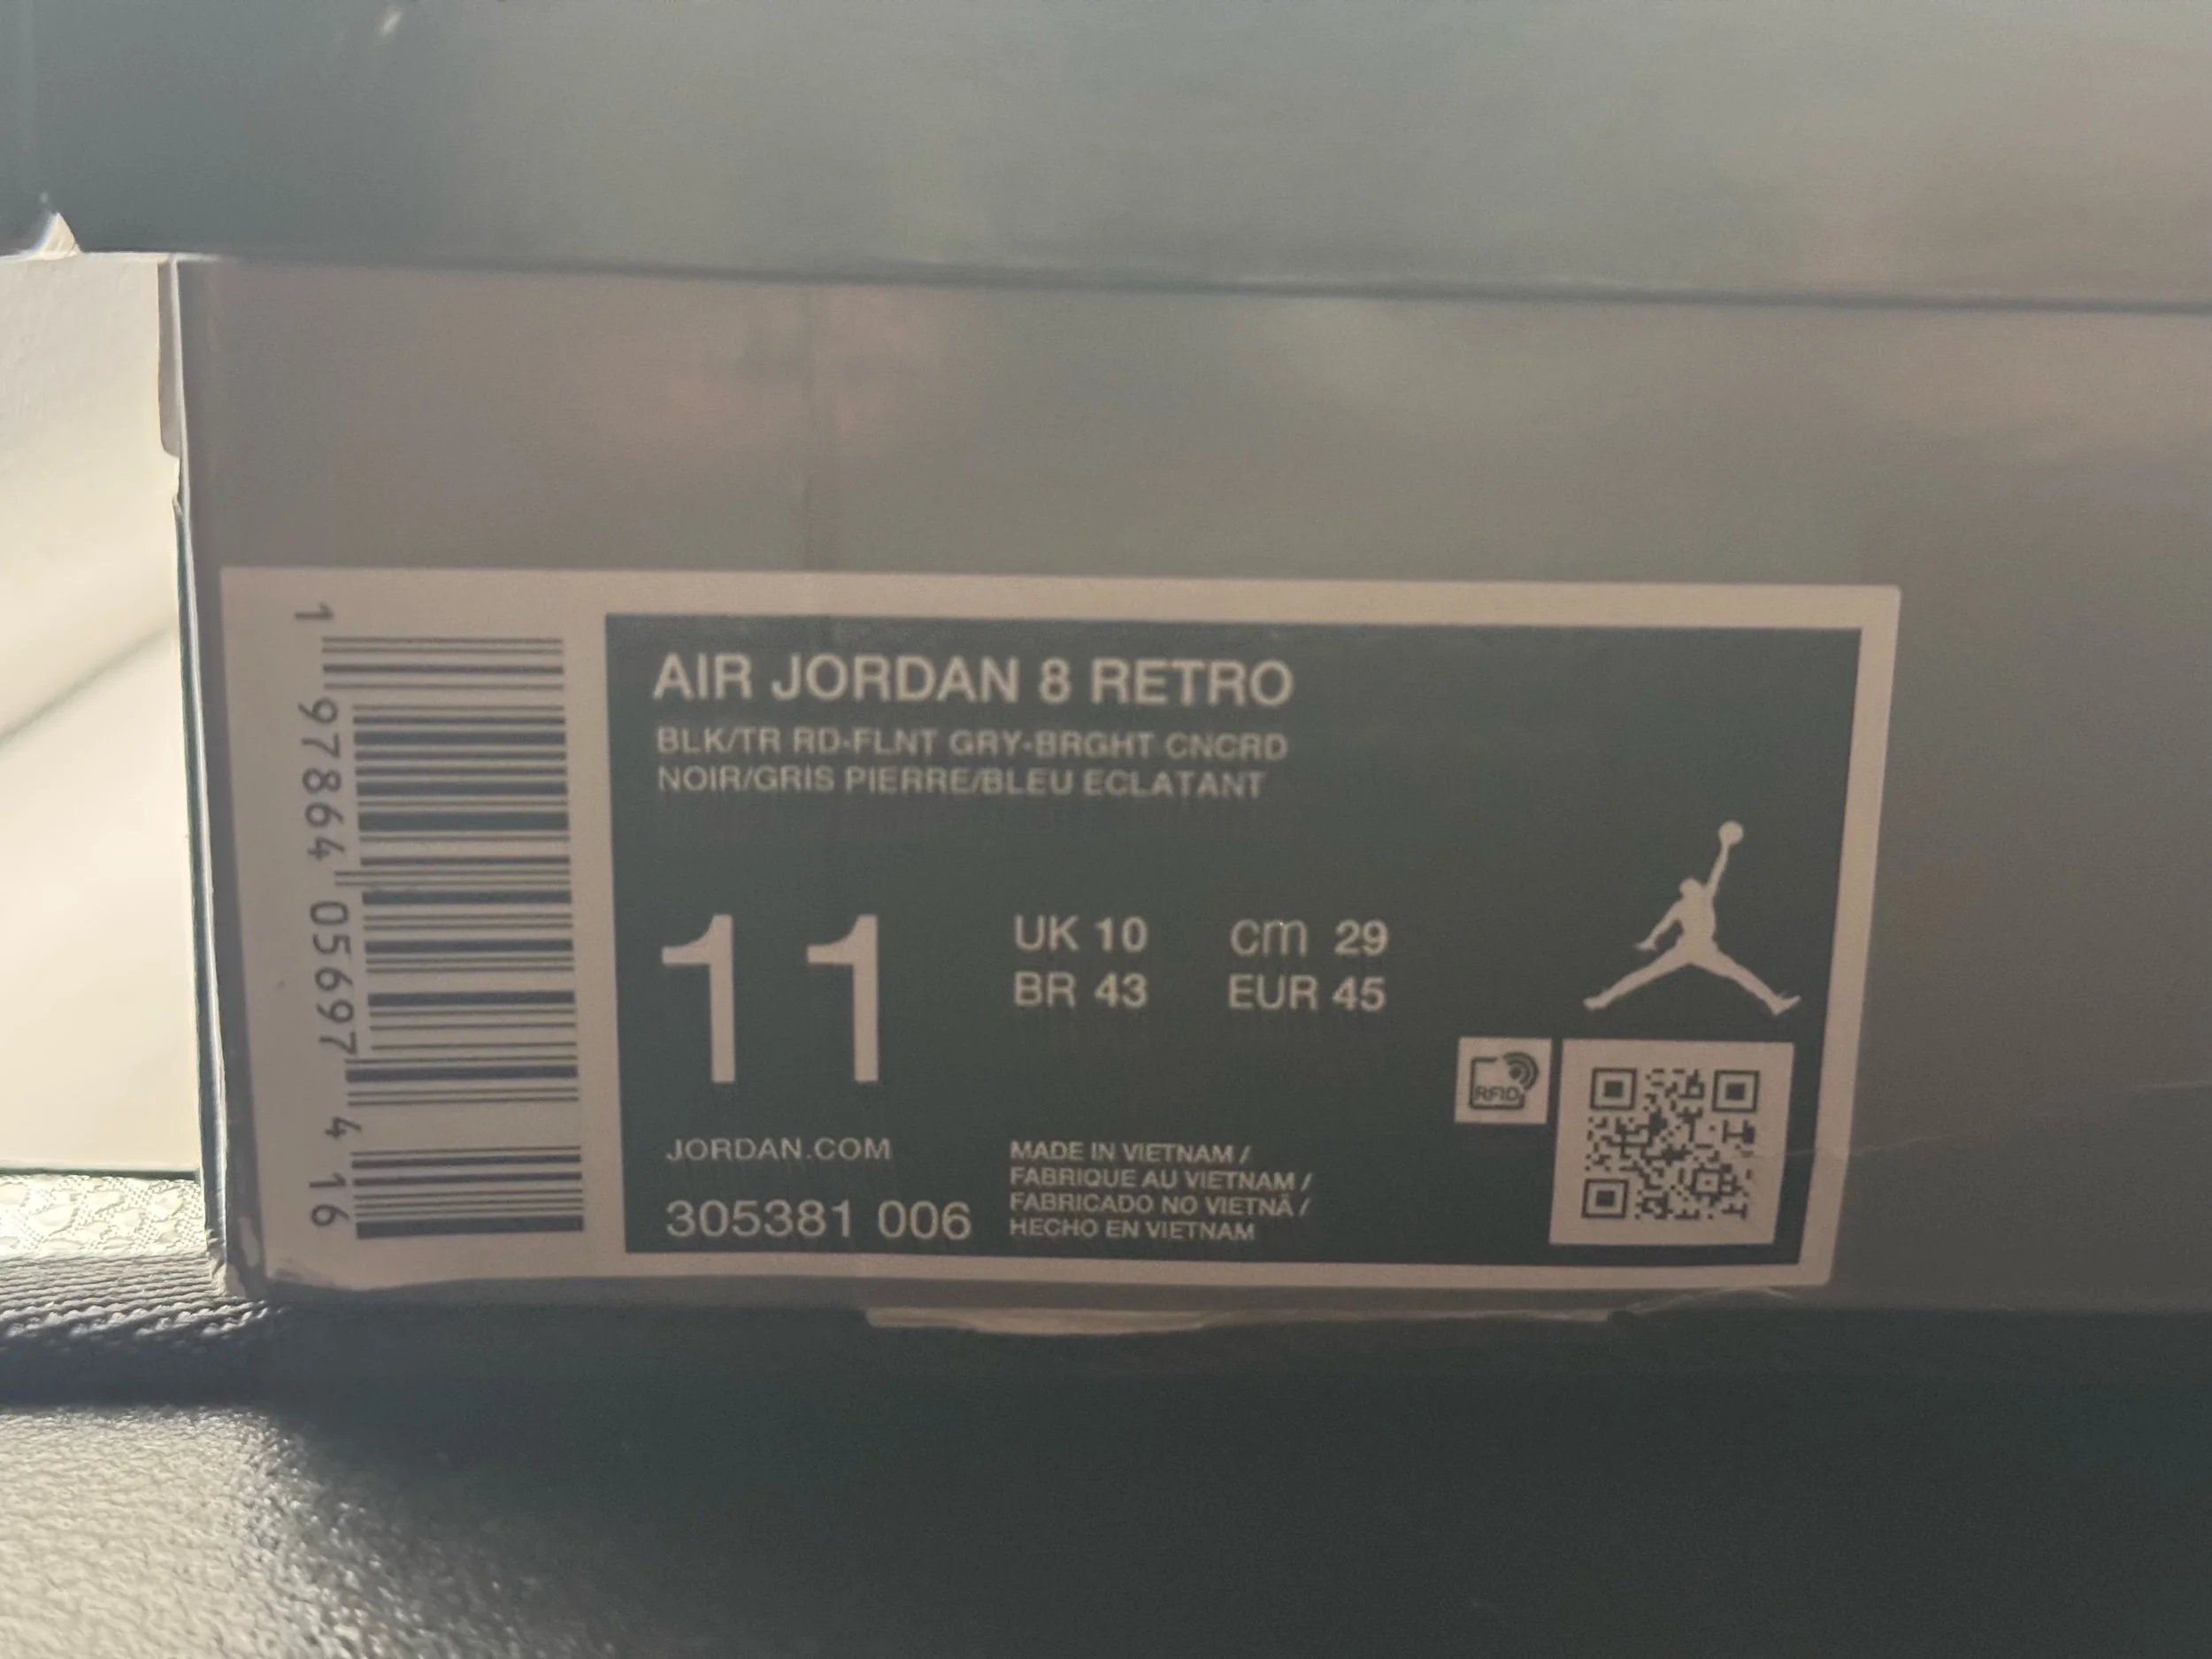 1 97864 05697 4 16
AIR JORDAN 8 RETRO
BLK/TR RD-FLNT GRY-BRGHT CNCRD
NOIR/GRIS PIERRE/BLEU ECLATANT
11
UK 10 cm 29
BR 43 EUR 45
RFID
JORDAN.COM
305381 006
MADE IN VIETNAM /
FABRIQUE AU VIETNAM /
FABRICADO NO VIETNÃ /
HECHO EN VIETNAM